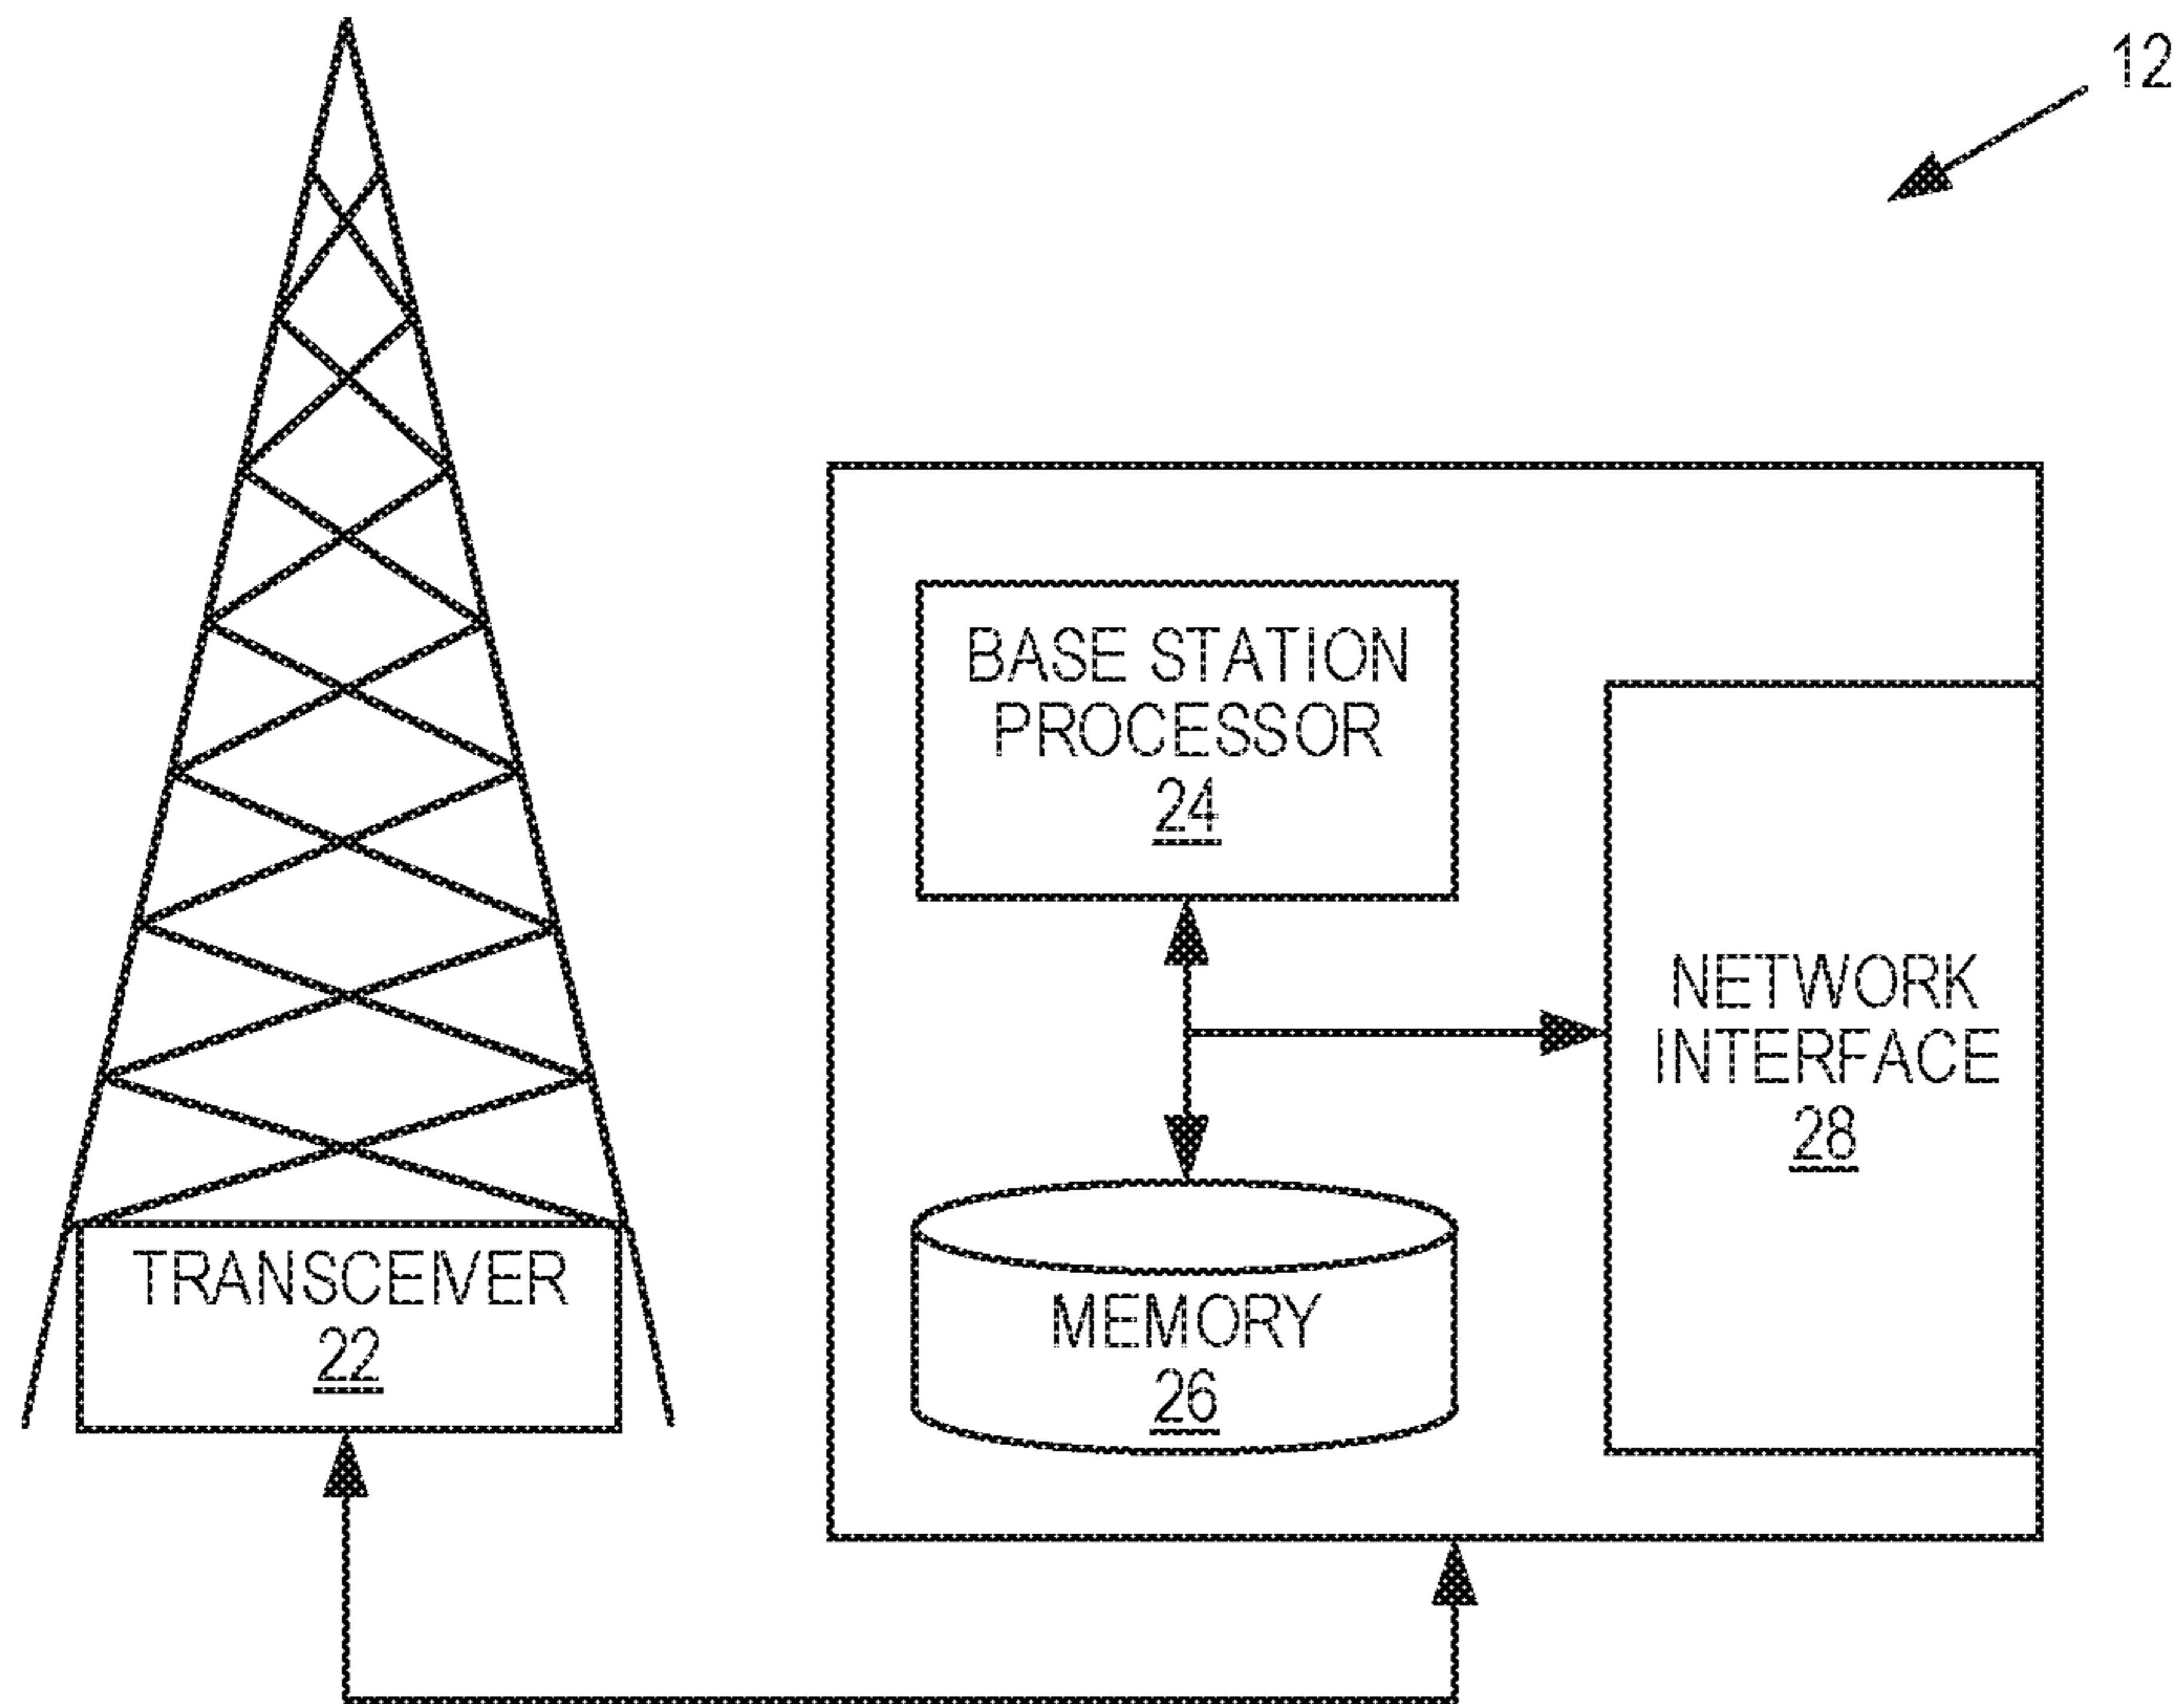 12
BASE STATION
PROCESSOR
24
NETWORK
INTERFACE
28
TRANSCEIVER
22
MEMORY
26